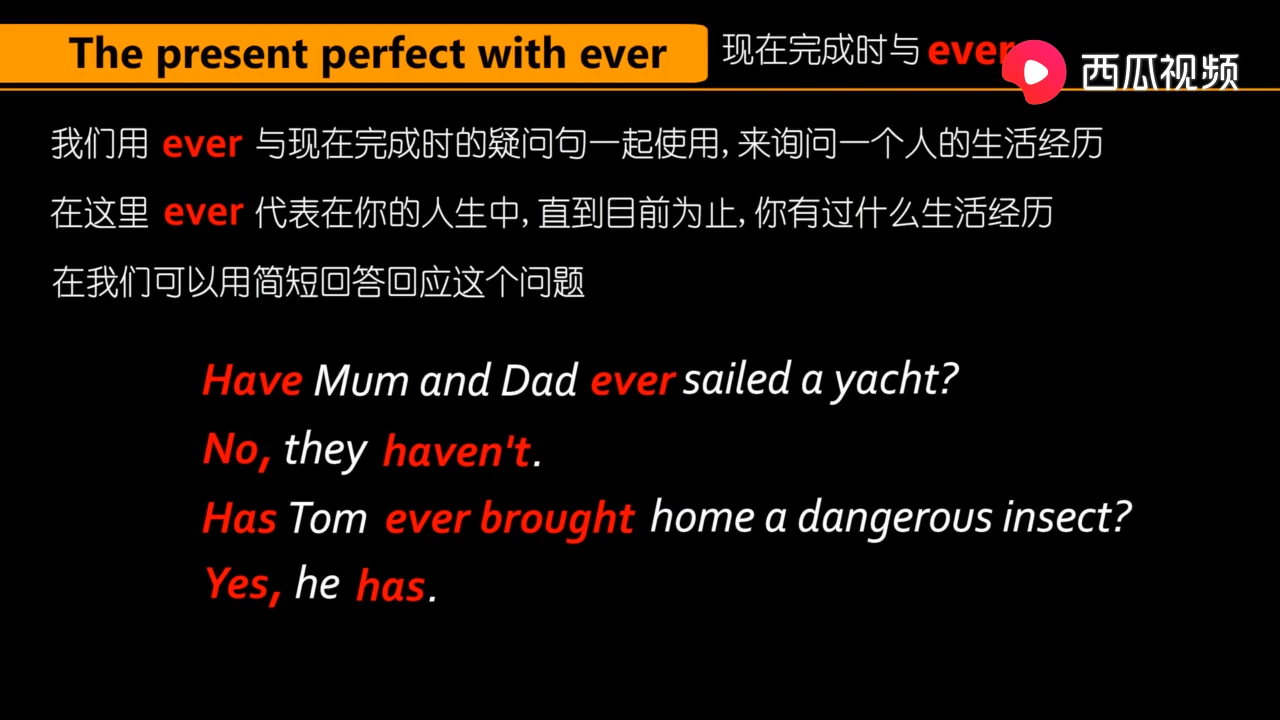 The present perfect with ever 现在完成时与 ever
西瓜视频
我们用 ever 与现在完成时的疑问句一起使用, 来询问一个人的生活经历
在这里 ever 代表在你的人生中, 直到目前为止, 你有过什么生活经历
在我们可以用简短回答回应这个问题
Have Mum and Dad ever sailed a yacht?
No, they haven't.
Has Tom ever brought home a dangerous insect?
Yes, he has.